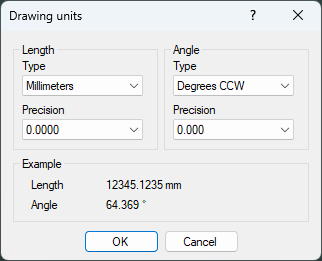 Drawing units
?
Length
Type
Millimeters
Precision
0.0000
Angle
Type
Degrees CCW
Precision
0.000
Example
Length 12345.1235 mm
Angle 64.369 °
OK Cancel